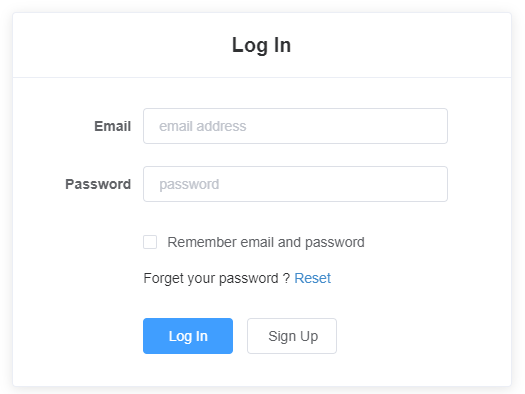 Log In
Email
email address
Password
password
Remember email and password
Forget your password ? Reset
Log In
Sign Up